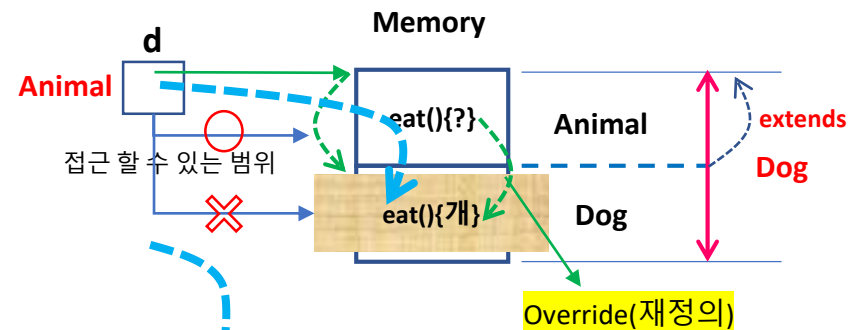 Memory
d
Animal
eat(){?}
Animal
extends
접근 할 수 있는 범위
Dog
eat(){개}
Dog
Override(재정의)